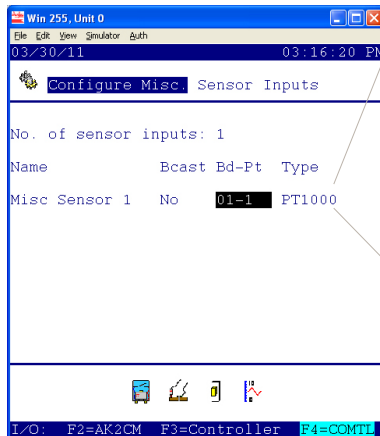 Win 255, Unit 0
File Edit View Simulator Auth
03/30/11 03:16:20 PM
Configure Misc. Sensor Inputs
No. of sensor inputs: 1
Name Bcast Bd-Pt Type
Misc Sensor 1 No 01-1 PT1000
I/O: F2=AK2CM F3=Controller F4=COMTL